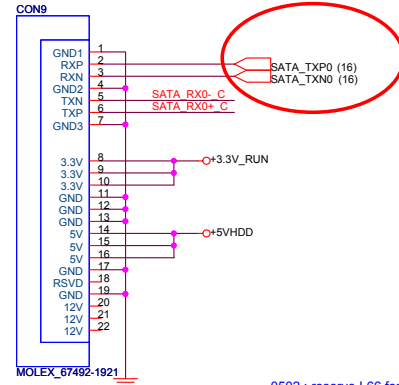 CON9
GND1 1
RXP 2 SATA_TXP0 (16)
RXN 3 SATA_TXN0 (16)
GND2 4
TXN 5 SATA_RX0-_C
TXP 6 SATA_RX0+_C
GND3 7
3.3V 8 +3.3V_RUN
3.3V 9
3.3V 10
GND 11
GND 12
GND 13
5V 14 +5VHDD
5V 15
5V 16
GND 17
RSVD 18
GND 19
12V 20
12V 21
12V 22
MOLEX_67492-1921